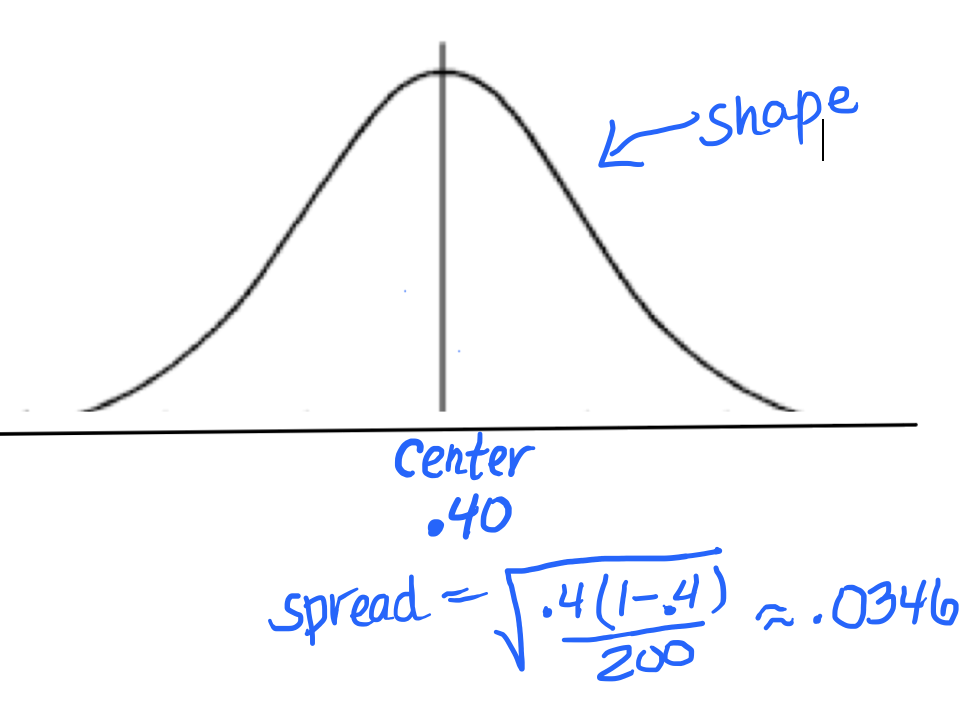 shape
center
.40
spread = √(.4(1-.4)/200) ≈ .0346